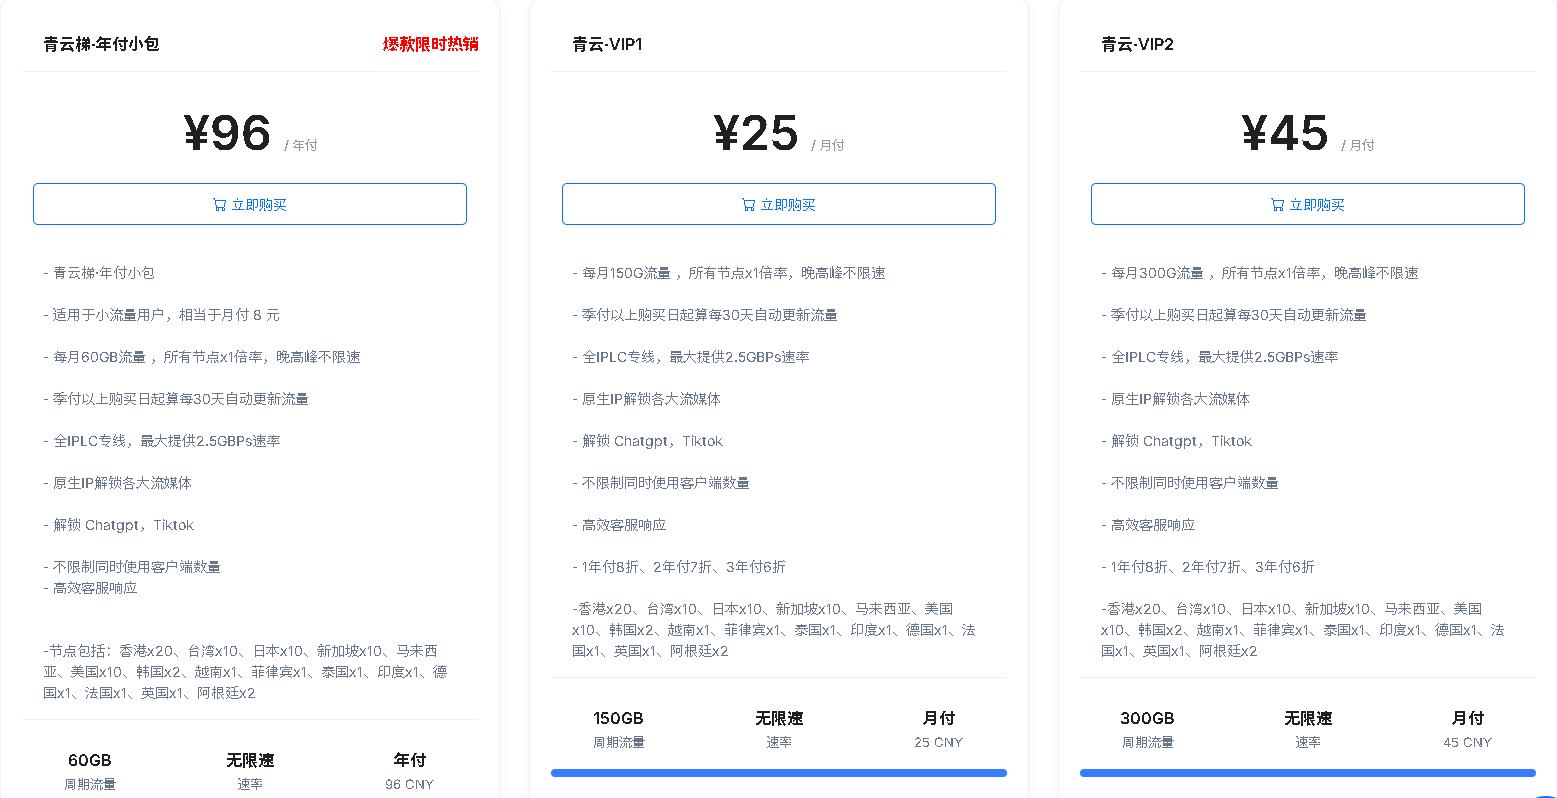 青云梯·年付小包
爆款限时热销
¥96 / 年付
立即购买
- 青云梯·年付小包
- 适用于小流量用户，相当于月付 8 元
- 每月60GB流量 ，所有节点x1倍率，晚高峰不限速
- 季付以上购买日起算每30天自动更新流量
- 全IPLC专线，最大提供2.5GBPs速率
- 原生IP解锁各大流媒体
- 解锁 Chatgpt，Tiktok
- 不限制同时使用客户端数量
- 高效客服响应
-节点包括：香港x20、台湾x10、日本x10、新加坡x10、马来西
亚、美国x10、韩国x2、越南x1、菲律宾x1、泰国x1、印度x1、德
国x1、法国x1、英国x1、阿根廷x2
60GB
周期流量
无限速
速率
年付
96 CNY
青云-VIP1
¥25 / 月付
立即购买
- 每月150G流量 ，所有节点x1倍率，晚高峰不限速
- 季付以上购买日起算每30天自动更新流量
- 全IPLC专线，最大提供2.5GBPs速率
- 原生IP解锁各大流媒体
- 解锁 Chatgpt，Tiktok
- 不限制同时使用客户端数量
- 高效客服响应
- 1年付8折、2年付7折、3年付6折
-香港x20、台湾x10、日本x10、新加坡x10、马来西亚、美国
x10、韩国x2、越南x1、菲律宾x1、泰国x1、印度x1、德国x1、法
国x1、英国x1、阿根廷x2
150GB
周期流量
无限速
速率
月付
25 CNY
青云-VIP2
¥45 / 月付
立即购买
- 每月300G流量 ，所有节点x1倍率，晚高峰不限速
- 季付以上购买日起算每30天自动更新流量
- 全IPLC专线，最大提供2.5GBPs速率
- 原生IP解锁各大流媒体
- 解锁 Chatgpt，Tiktok
- 不限制同时使用客户端数量
- 高效客服响应
- 1年付8折、2年付7折、3年付6折
-香港x20、台湾x10、日本x10、新加坡x10、马来西亚、美国
x10、韩国x2、越南x1、菲律宾x1、泰国x1、印度x1、德国x1、法
国x1、英国x1、阿根廷x2
300GB
周期流量
无限速
速率
月付
45 CNY